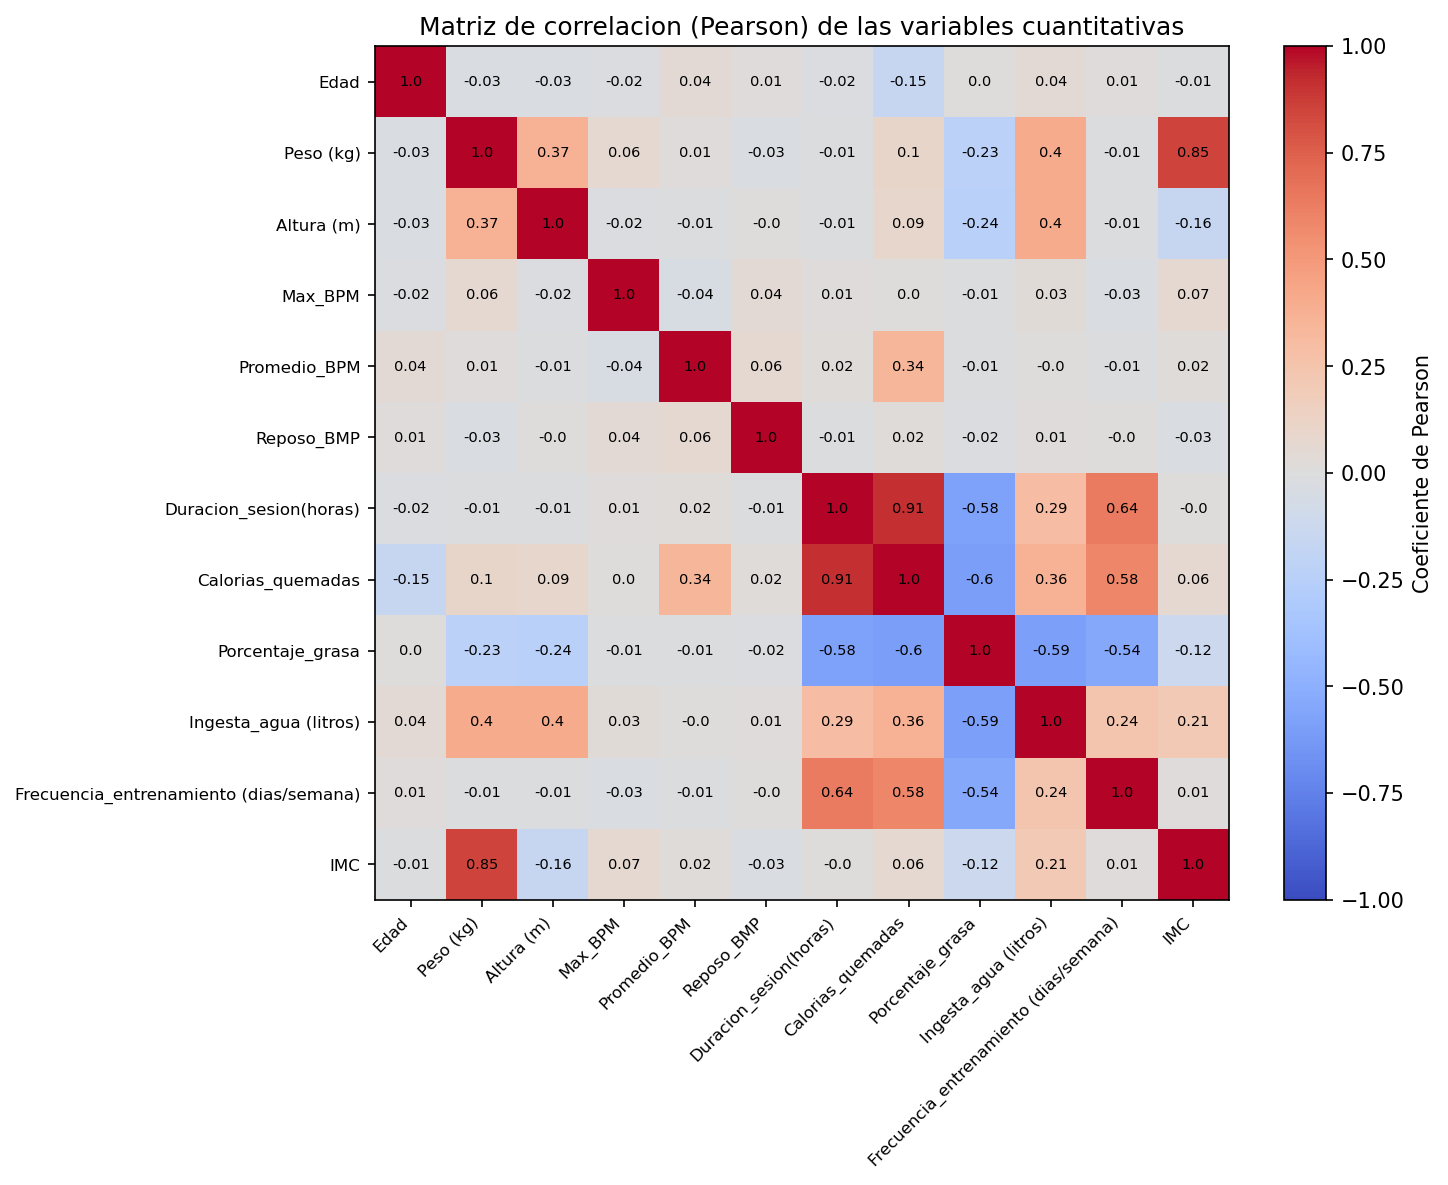 Matriz de correlacion (Pearson) de las variables cuantitativas
Edad 1.0 -0.03 -0.03 -0.02 0.04 0.01 -0.02 -0.15 0.0 0.04 0.01 -0.01
Peso (kg) -0.03 1.0 0.37 0.06 0.01 -0.03 -0.01 0.1 -0.23 0.4 -0.01 0.85
Altura (m) -0.03 0.37 1.0 -0.02 -0.01 -0.0 -0.01 0.09 -0.24 0.4 -0.01 -0.16
Max_BPM -0.02 0.06 -0.02 1.0 -0.04 0.04 0.01 0.0 -0.01 0.03 -0.03 0.07
Promedio_BPM 0.04 0.01 -0.01 -0.04 1.0 0.06 0.02 0.34 -0.01 -0.0 -0.01 0.02
Reposo_BMP 0.01 -0.03 -0.0 0.04 0.06 1.0 -0.01 0.02 -0.02 0.01 -0.0 -0.03
Duracion_sesion(horas) -0.02 -0.01 -0.01 0.01 0.02 -0.01 1.0 0.91 -0.58 0.29 0.64 -0.0
Calorias_quemadas -0.15 0.1 0.09 0.0 0.34 0.02 0.91 1.0 -0.6 0.36 0.58 0.06
Porcentaje_grasa 0.0 -0.23 -0.24 -0.01 -0.01 -0.02 -0.58 -0.6 1.0 -0.59 -0.54 -0.12
Ingesta_agua (litros) 0.04 0.4 0.4 0.03 -0.0 0.01 0.29 0.36 -0.59 1.0 0.24 0.21
Frecuencia_entrenamiento (dias/semana) 0.01 -0.01 -0.01 -0.03 -0.01 -0.0 0.64 0.58 -0.54 0.24 1.0 0.01
IMC -0.01 0.85 -0.16 0.07 0.02 -0.03 -0.0 0.06 -0.12 0.21 0.01 1.0
Edad
Peso (kg)
Altura (m)
Max_BPM
Promedio_BPM
Reposo_BMP
Duracion_sesion(horas)
Calorias_quemadas
Porcentaje_grasa
Ingesta_agua (litros)
Frecuencia_entrenamiento (dias/semana)
IMC
1.00
0.75
0.50
0.25
0.00
−0.25
−0.50
−0.75
−1.00
Coeficiente de Pearson